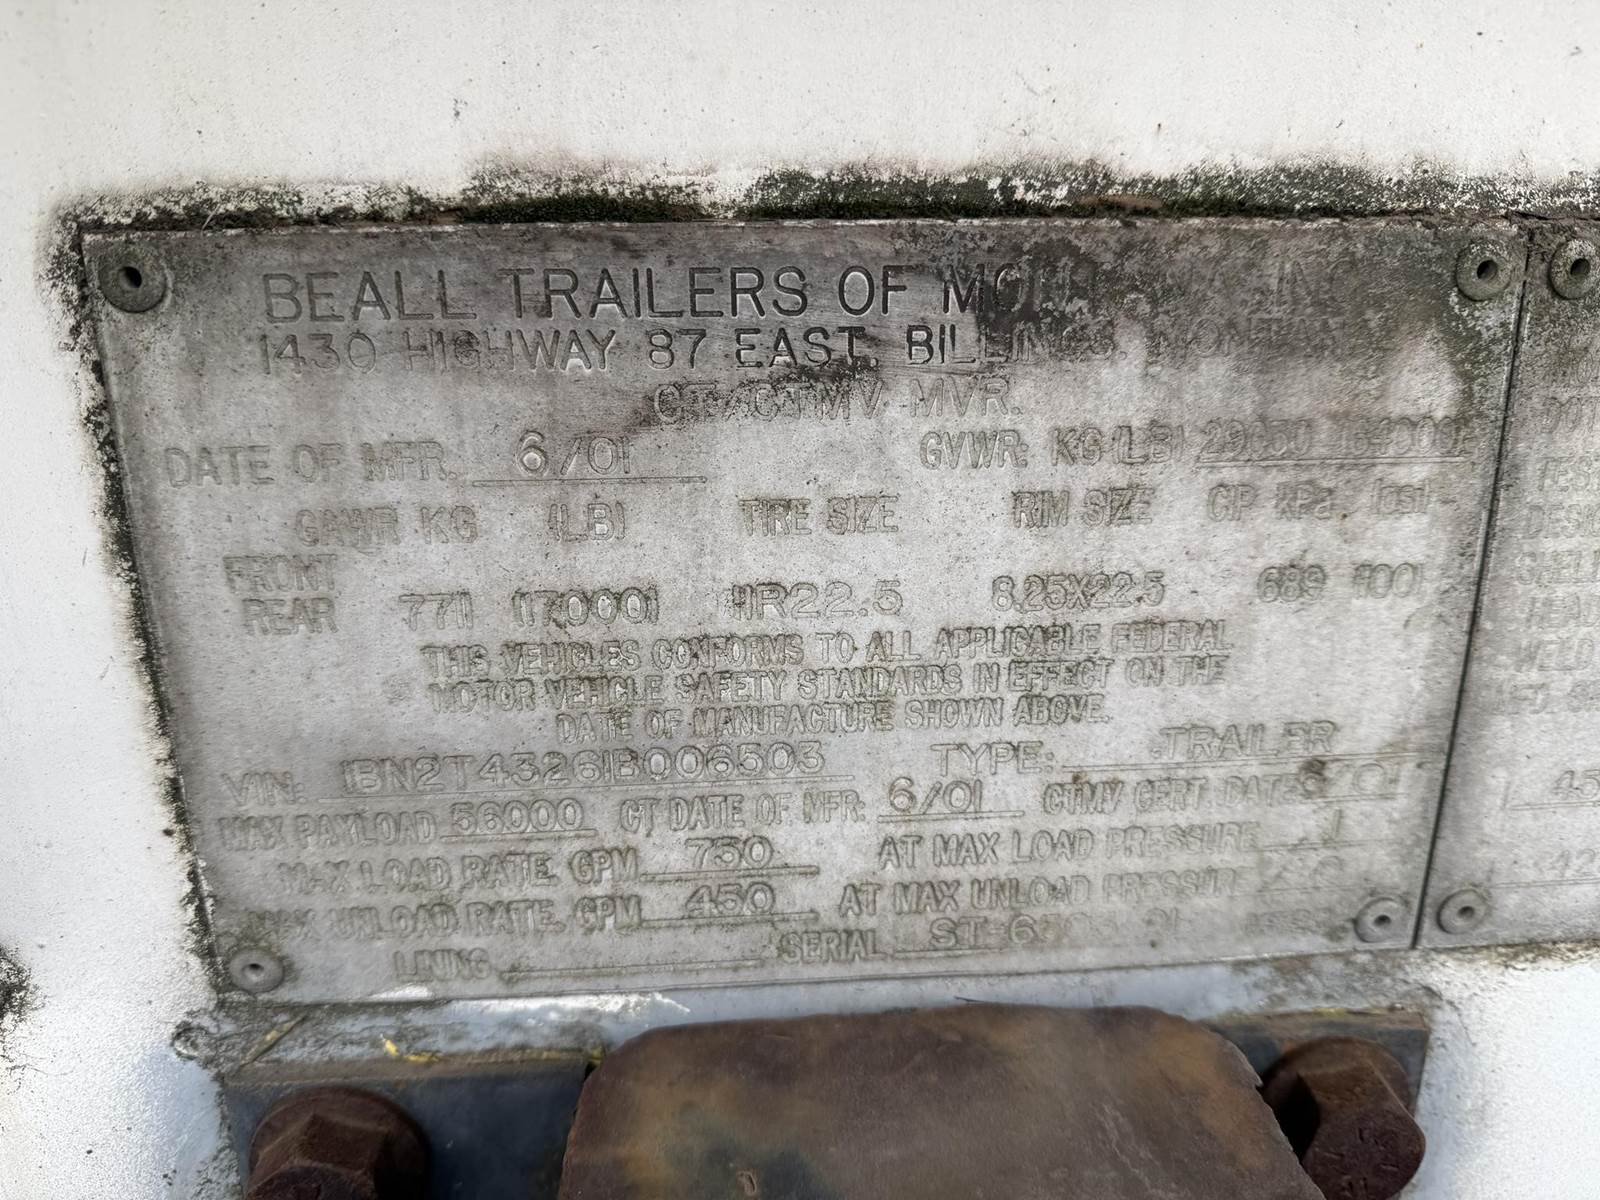 BEALL TRAILERS OF
1430 HIGHWAY 87 EAST, BILLINGS,
CT/CTMV MVR.
DATE OF MFR. 6/01 GVWR: KG (LB)
GAWR KG (LB) TIRE SIZE RIM SIZE CIP KPa (psi)
FRONT
REAR 7711 (17000) 11R22.5 8.25X22.5 689 (100)
THIS VEHICLES CONFORMS TO ALL APPLICABLE FEDERAL
MOTOR VEHICLE SAFETY STANDARDS IN EFFECT ON THE
DATE OF MANUFACTURE SHOWN ABOVE.
VIN: 1BN2T43261B006503 TYPE: TRAILER
MAX PAYLOAD 56000 CT DATE OF MFR: 6/01 CTMV CERT. DATE
MAX LOAD RATE, GPM 750 AT MAX LOAD PRESSURE
MAX UNLOAD RATE, GPM 450 AT MAX UNLOAD PRESSURE
LINING SERIAL